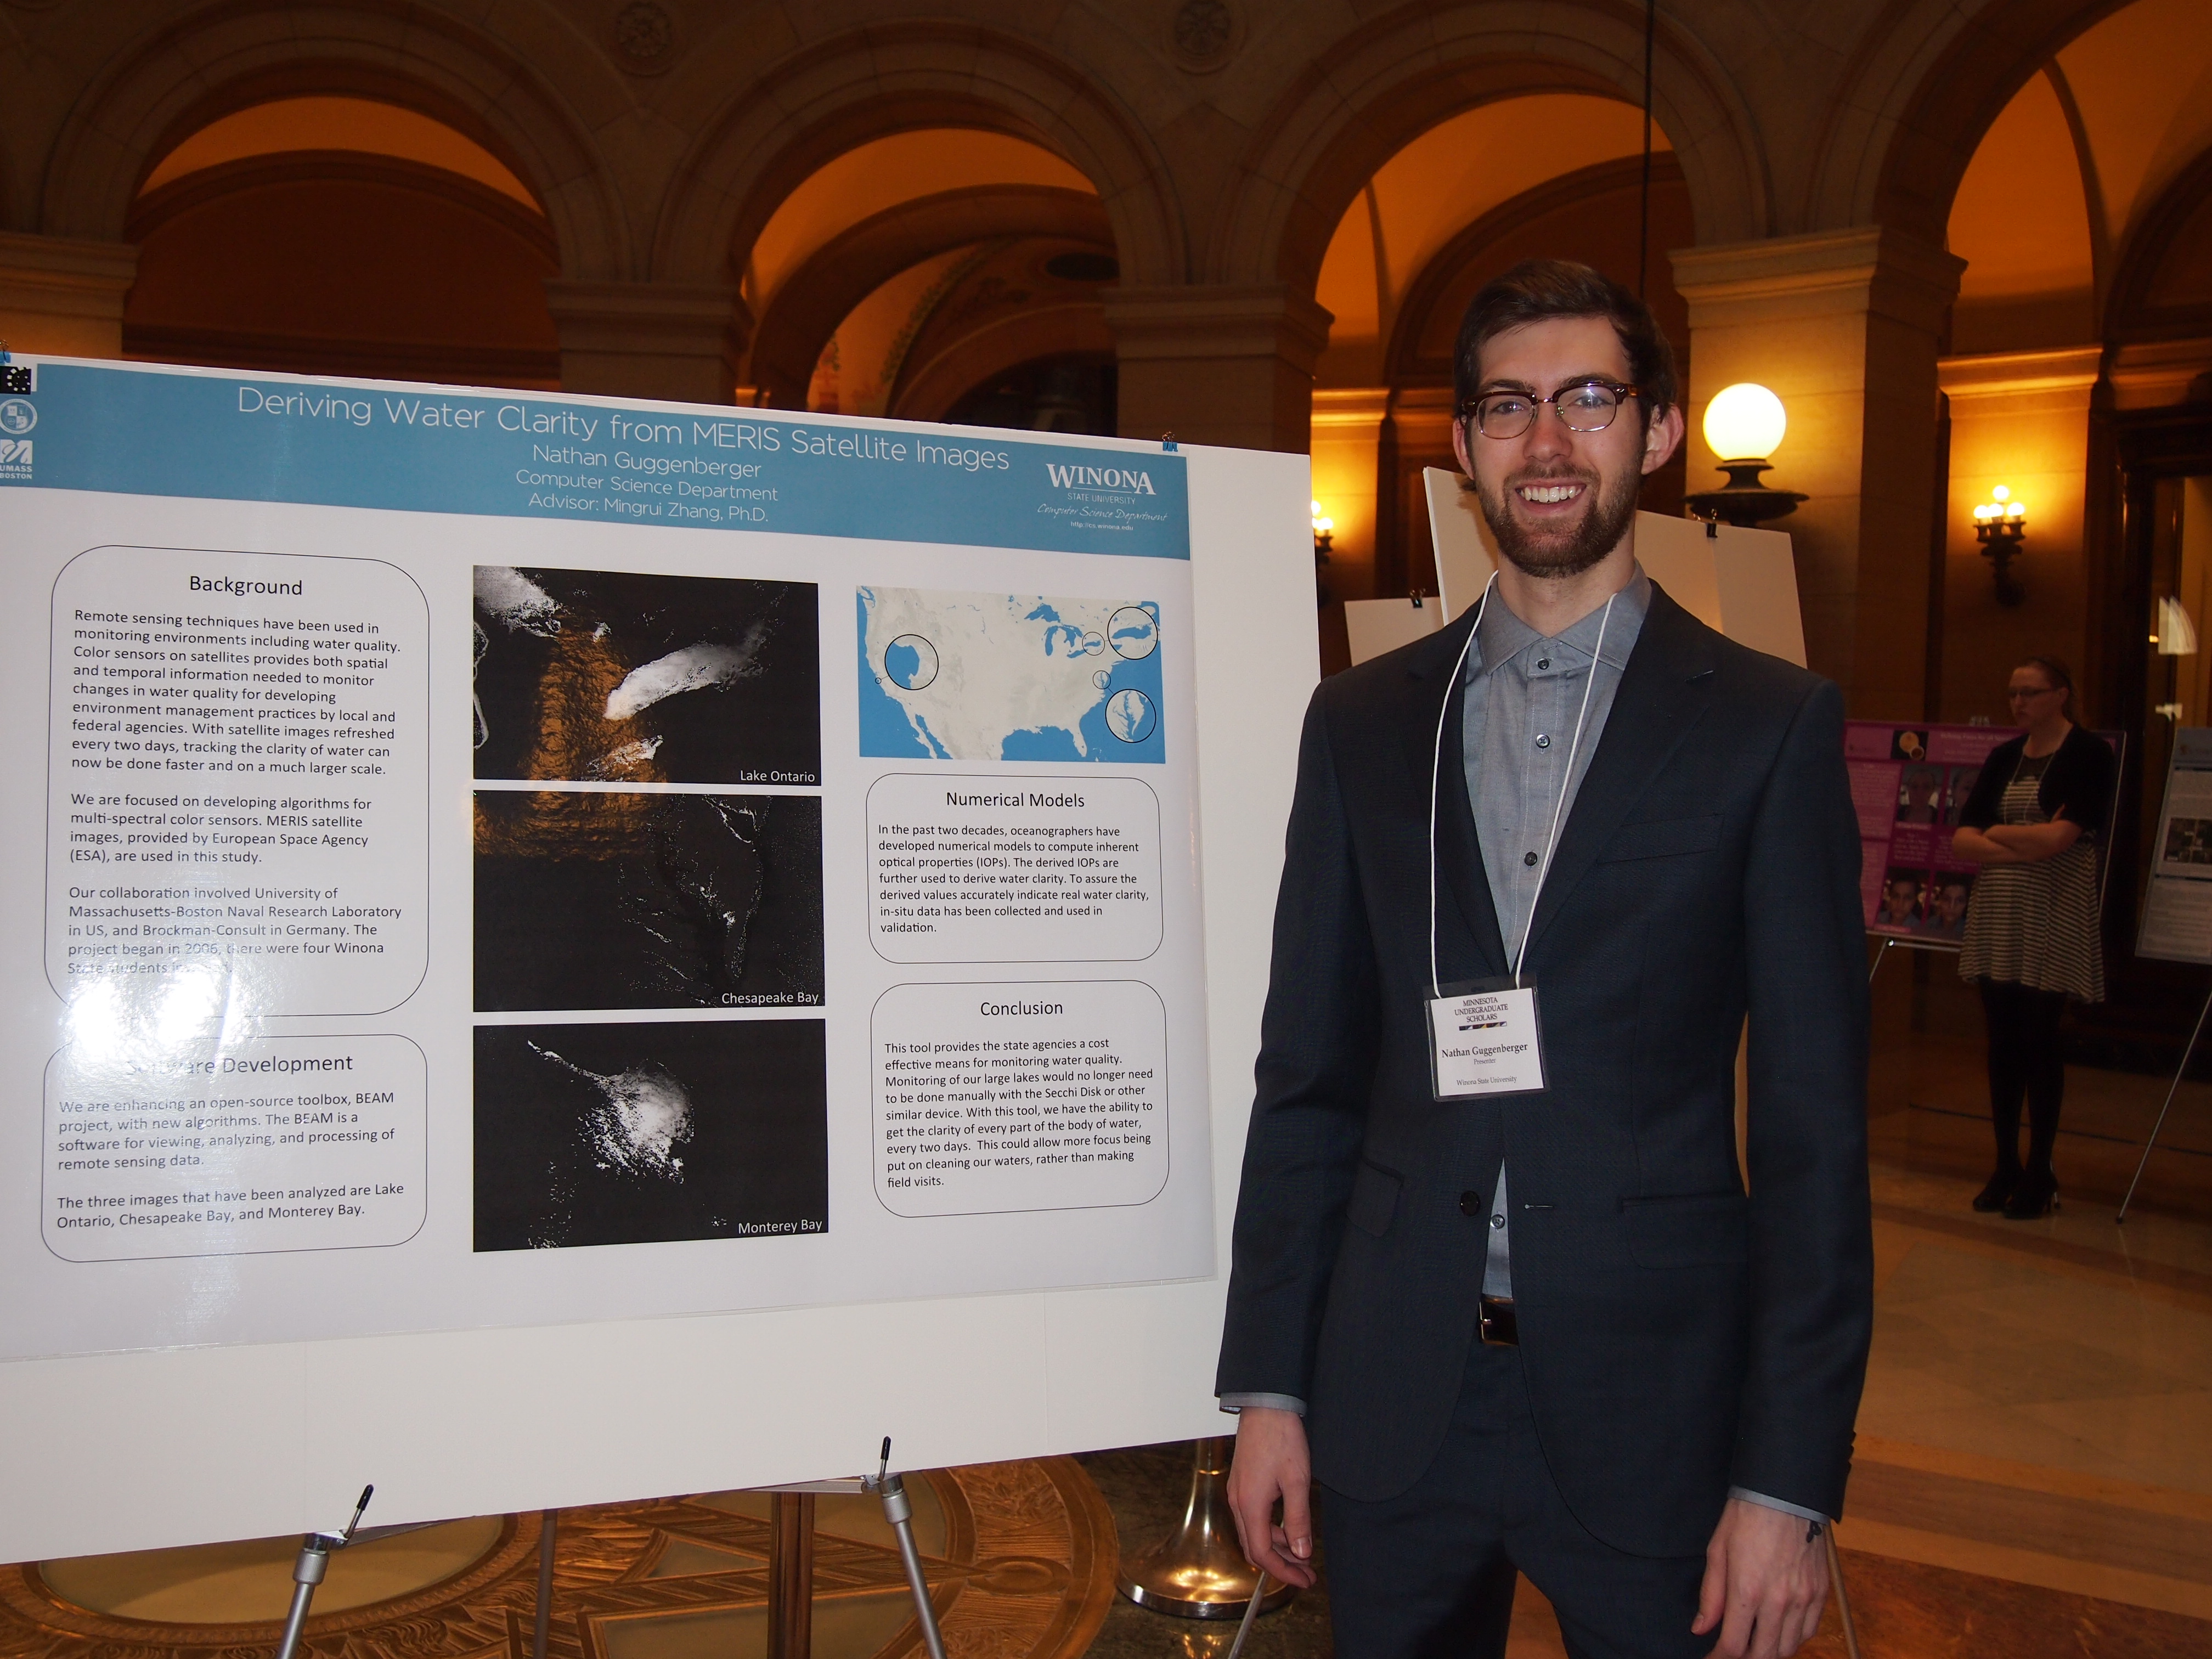 Deriving Water Clarity from MERIS Satellite Images
Nathan Guggenberger
Computer Science Department
Advisor: Mingrui Zhang, Ph.D.
UMASS
BOSTON
WINONA
STATE UNIVERSITY
Computer Science Department
http://cs.winona.edu
Background
Remote sensing techniques have been used in
monitoring environments including water quality.
Color sensors on satellites provides both spatial
and temporal information needed to monitor
changes in water quality for developing
environment management practices by local and
federal agencies. With satellite images refreshed
every two days, tracking the clarity of water can
now be done faster and on a much larger scale.
We are focused on developing algorithms for
multi-spectral color sensors. MERIS satellite
images, provided by European Space Agency
(ESA), are used in this study.
Our collaboration involved University of
Massachusetts-Boston Naval Research Laboratory
in US, and Brockman-Consult in Germany. The
project began in 2006, there were four Winona
State students
Software Development
We are enhancing an open-source toolbox, BEAM
project, with new algorithms. The BEAM is a
software for viewing, analyzing, and processing of
remote sensing data.
The three images that have been analyzed are Lake
Ontario, Chesapeake Bay, and Monterey Bay.
Lake Ontario
Chesapeake Bay
Monterey Bay
Numerical Models
In the past two decades, oceanographers have
developed numerical models to compute inherent
optical properties (IOPs). The derived IOPs are
further used to derive water clarity. To assure the
derived values accurately indicate real water clarity,
in-situ data has been collected and used in
validation.
Conclusion
This tool provides the state agencies a cost
effective means for monitoring water quality.
Monitoring of our large lakes would no longer need
to be done manually with the Secchi Disk or other
similar device. With this tool, we have the ability to
get the clarity of every part of the body of water,
every two days. This could allow more focus being
put on cleaning our waters, rather than making
field visits.
MINNESOTA
UNDERGRADUATE
SCHOLARS
Nathan Guggenberger
Presenter
Winona State University